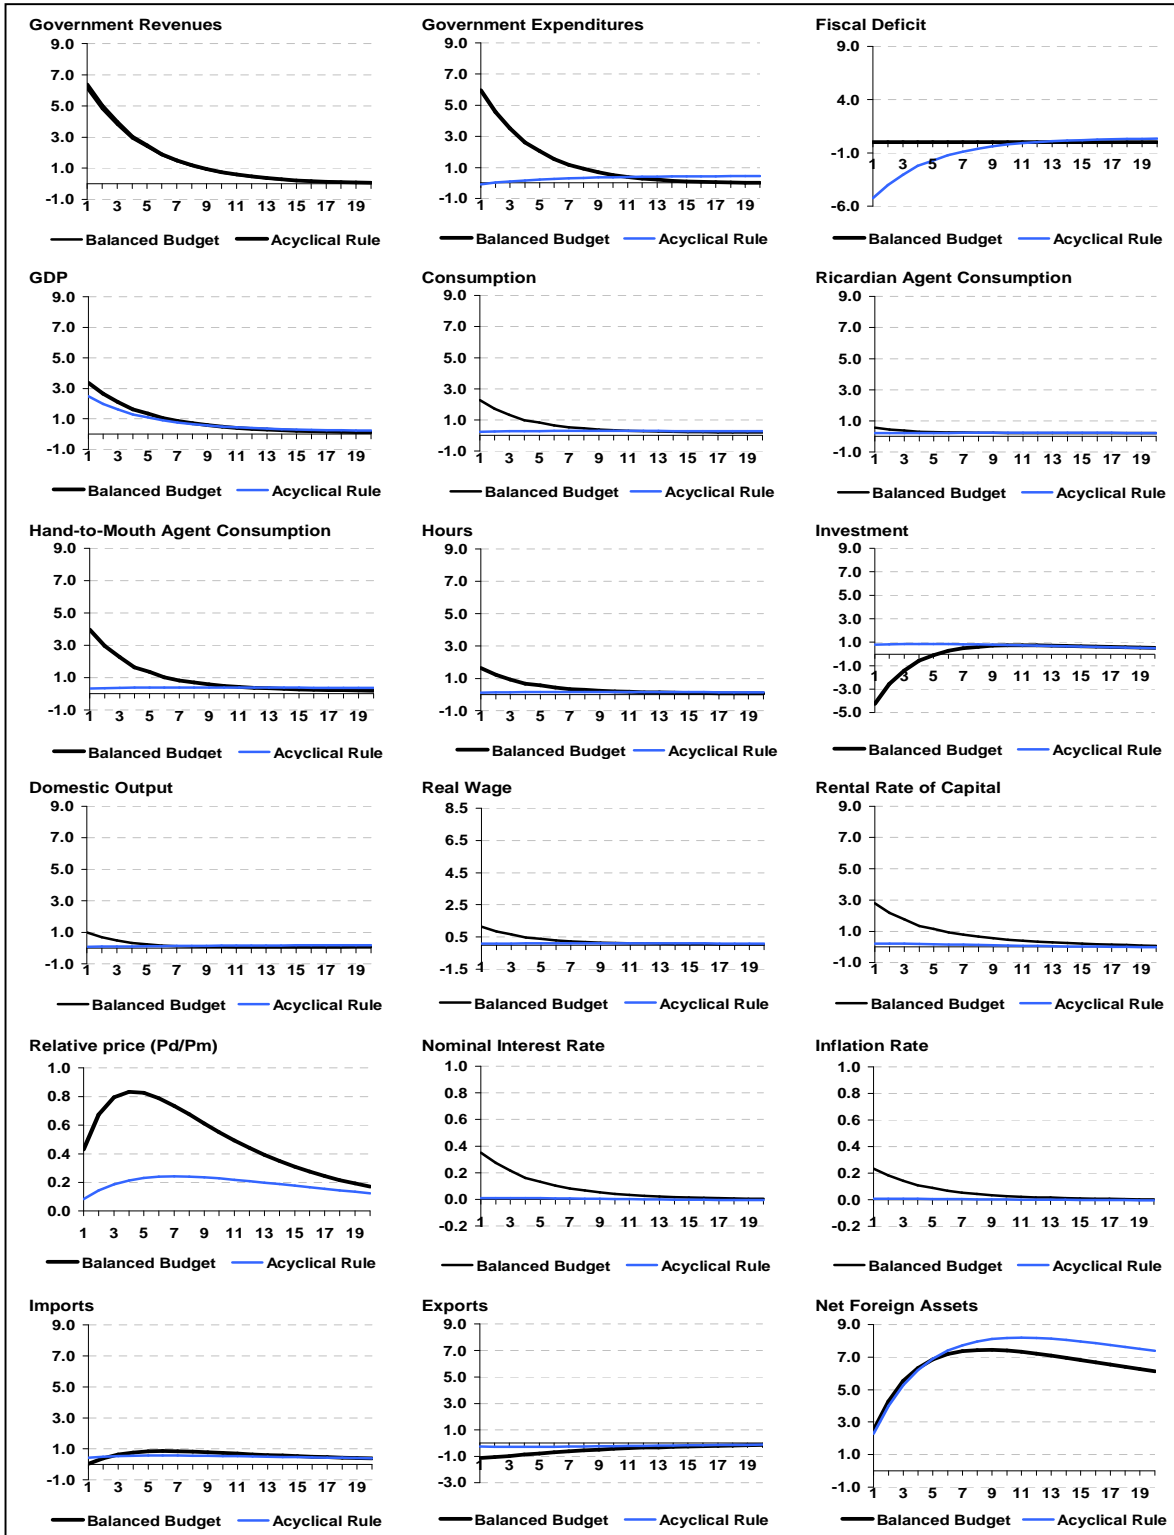 Government Revenues
9.0
7.0
5.0
3.0
1.0
-1.0
1 3 5 7 9 11 13 15 17 19
Balanced Budget Acyclical Rule
Government Expenditures
9.0
7.0
5.0
3.0
1.0
-1.0
1 3 5 7 9 11 13 15 17 19
Balanced Budget Acyclical Rule
Fiscal Deficit
9.0
4.0
-1.0
-6.0
1 3 5 7 9 11 13 15 17 19
Balanced Budget Acyclical Rule
GDP
9.0
7.0
5.0
3.0
1.0
-1.0
1 3 5 7 9 11 13 15 17 19
Balanced Budget Acyclical Rule
Consumption
9.0
7.0
5.0
3.0
1.0
-1.0
1 3 5 7 9 11 13 15 17 19
Balanced Budget Acyclical Rule
Ricardian Agent Consumption
9.0
7.0
5.0
3.0
1.0
-1.0
1 3 5 7 9 11 13 15 17 19
Balanced Budget Acyclical Rule
Hand-to-Mouth Agent Consumption
9.0
7.0
5.0
3.0
1.0
-1.0
1 3 5 7 9 11 13 15 17 19
Balanced Budget Acyclical Rule
Hours
9.0
7.0
5.0
3.0
1.0
-1.0
1 3 5 7 9 11 13 15 17 19
Balanced Budget Acyclical Rule
Investment
9.0
7.0
5.0
3.0
1.0
-1.0
-3.0
-5.0
1 3 5 7 9 11 13 15 17 19
Balanced Budget Acyclical Rule
Domestic Output
9.0
7.0
5.0
3.0
1.0
-1.0
1 3 5 7 9 11 13 15 17 19
Balanced Budget Acyclical Rule
Real Wage
8.5
6.5
4.5
2.5
0.5
-1.5
1 3 5 7 9 11 13 15 17 19
Balanced Budget Acyclical Rule
Rental Rate of Capital
9.0
7.0
5.0
3.0
1.0
-1.0
1 3 5 7 9 11 13 15 17 19
Balanced Budget Acyclical Rule
Relative price (Pd/Pm)
1.0
0.8
0.6
0.4
0.2
0.0
1 3 5 7 9 11 13 15 17 19
Balanced Budget Acyclical Rule
Nominal Interest Rate
1.0
0.8
0.6
0.4
0.2
0.0
-0.2
1 3 5 7 9 11 13 15 17 19
Balanced Budget Acyclical Rule
Inflation Rate
1.0
0.8
0.6
0.4
0.2
0.0
-0.2
1 3 5 7 9 11 13 15 17 19
Balanced Budget Acyclical Rule
Imports
9.0
7.0
5.0
3.0
1.0
-1.0
1 3 5 7 9 11 13 15 17 19
Balanced Budget Acyclical Rule
Exports
9.0
7.0
5.0
3.0
1.0
-1.0
-3.0
1 3 5 7 9 11 13 15 17 19
Balanced Budget Acyclical Rule
Net Foreign Assets
9.0
7.0
5.0
3.0
1.0
-1.0
1 3 5 7 9 11 13 15 17 19
Balanced Budget Acyclical Rule